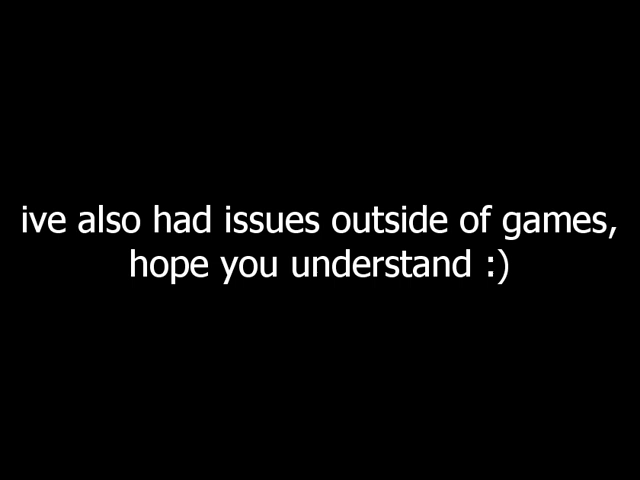 ive also had issues outside of games,
hope you understand :)